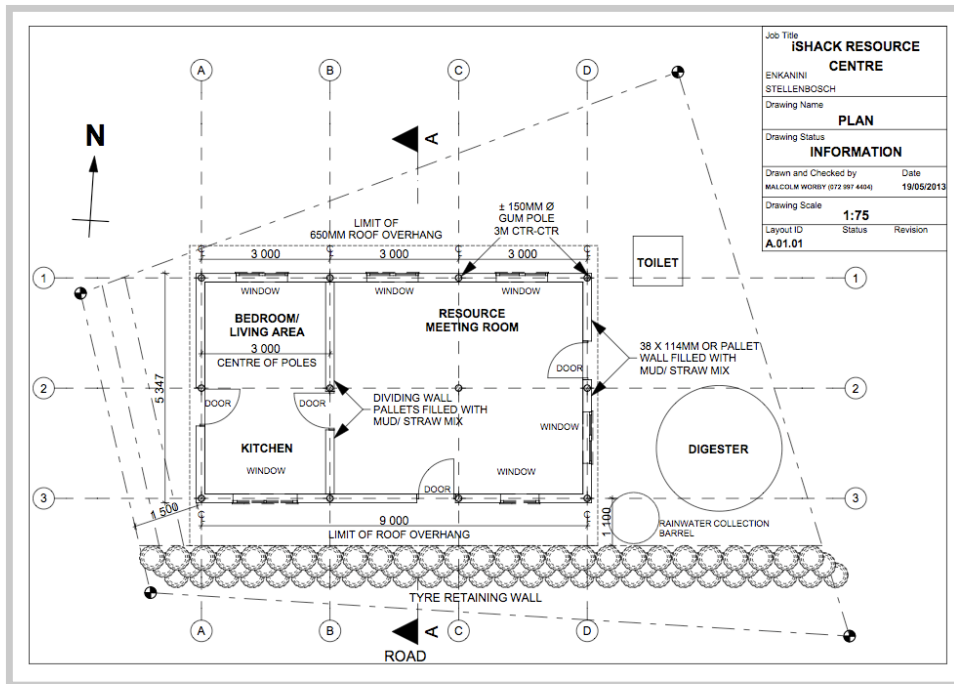 Job Title
iSHACK RESOURCE
CENTRE
ENKANINI
STELLENBOSCH
Drawing Name
PLAN
Drawing Status
INFORMATION
Drawn and Checked by Date
MALCOLM WORBY (072 997 4404) 19/05/2013
Drawing Scale
1:75
Layout ID Status Revision
A.01.01
A B C D
N
A
± 150MM Ø
GUM POLE
3M CTR-CTR
LIMIT OF
650MM ROOF OVERHANG
3 000 3 000 3 000
TOILET
1 1
WINDOW WINDOW WINDOW
BEDROOM/
LIVING AREA
RESOURCE
MEETING ROOM
3 000
CENTRE OF POLES
38 X 114MM OR PALLET
WALL FILLED WITH
MUD/ STRAW MIX
DOOR
5 347
2 2
DOOR DOOR
DIVIDING WALL
PALLETS FILLED WITH
MUD/ STRAW MIX
WINDOW
KITCHEN
DIGESTER
WINDOW WINDOW
DOOR
3 3
1 500
9 000
1 100
RAINWATER COLLECTION
BARREL
LIMIT OF ROOF OVERHANG
TYRE RETAINING WALL
A B C D
A
ROAD